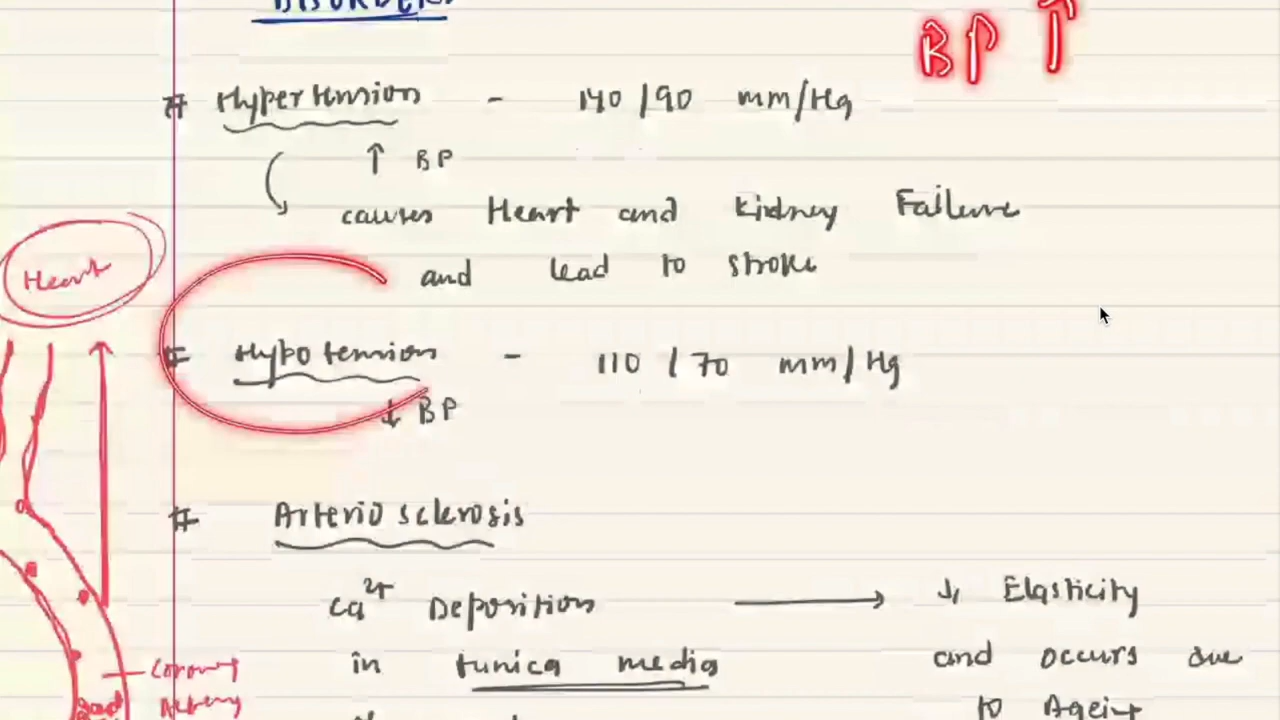 DISORDERS
BP ↑
# Hypertension - 140/90 mm/Hg
↑ BP
causes Heart and Kidney Failure
and lead to stroke
Heart
# Hypotension - 110/70 mm/Hg
↓ BP
# Arterio sclerosis
Ca2+ Deposition → ↓ Elasticity
in tunica media and occurs due
to Ageing
Coronary
Artery